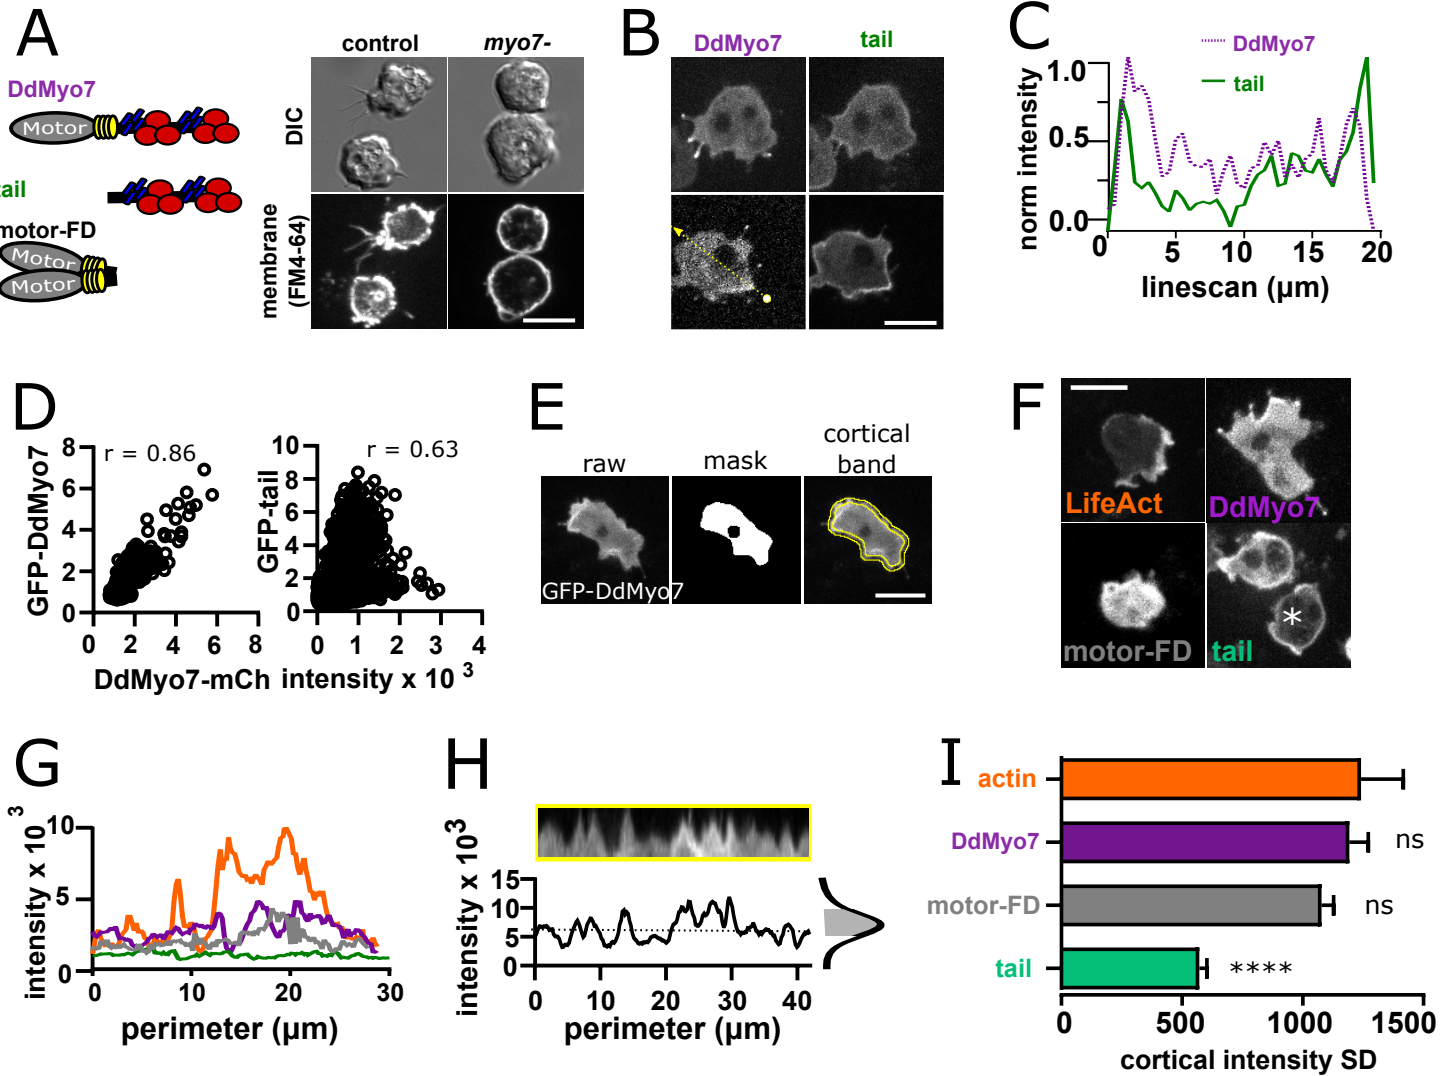 A
DdMyo7
Motor
tail
motor-FD
Motor
Motor
control
myo7-
DIC
membrane
(FM4-64)
B
DdMyo7
tail
C
DdMyo7
tail
norm intensity
1.0
0.5
0.0
0
5
10
15
20
linescan (µm)
D
GFP-DdMyo7
8
6
4
2
0
r = 0.86
0
2
4
6
8
GFP-tail
10
8
6
4
2
0
r = 0.63
0
1
2
3
4
DdMyo7-mCh intensity x 10 3
E
raw
mask
cortical
band
GFP-DdMyo7
F
LifeAct
DdMyo7
motor-FD
tail
*
G
intensity x 10 3
10
5
0
0
10
20
30
perimeter (µm)
H
intensity x 10 3
15
10
5
0
0
10
20
30
40
perimeter (µm)
I
actin
DdMyo7
ns
motor-FD
ns
tail
****
0
500
1000
1500
cortical intensity SD